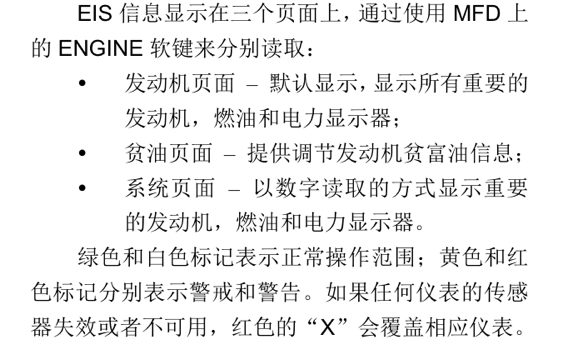 EIS 信息显示在三个页面上，通过使用 MFD 上
的 ENGINE 软键来分别读取：
• 发动机页面 – 默认显示，显示所有重要的
发动机，燃油和电力显示器；
• 贫油页面 – 提供调节发动机贫富油信息；
• 系统页面 – 以数字读取的方式显示重要
的发动机，燃油和电力显示器。
绿色和白色标记表示正常操作范围；黄色和红
色标记分别表示警戒和警告。如果任何仪表的传感
器失效或者不可用，红色的“X”会覆盖相应仪表。